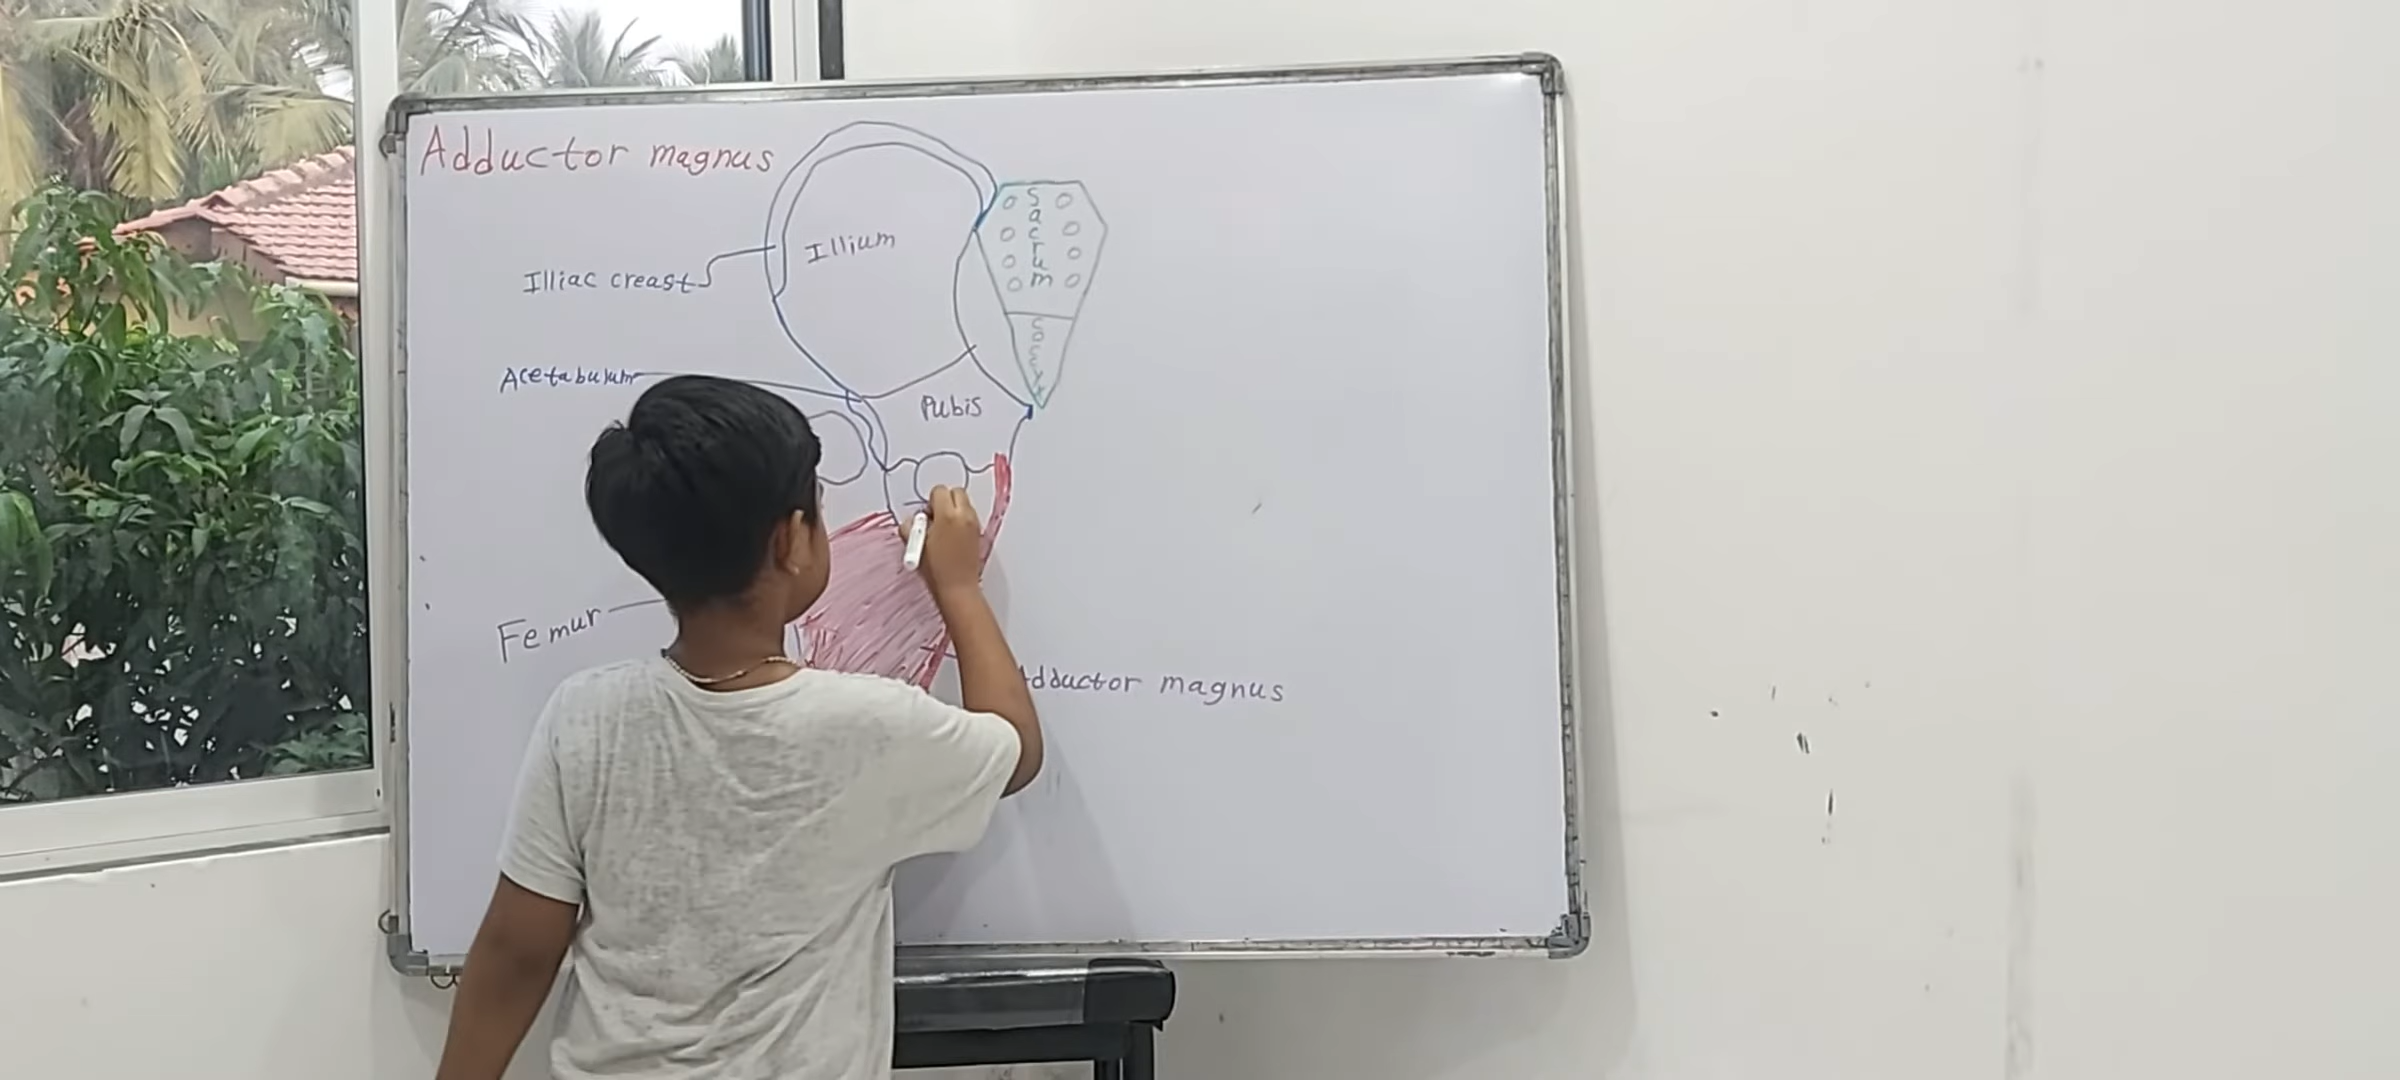 Adductor magnus
Illium
Sacrum
Illiac creast
Acetabulum
Pubis
Femur
Adductor magnus